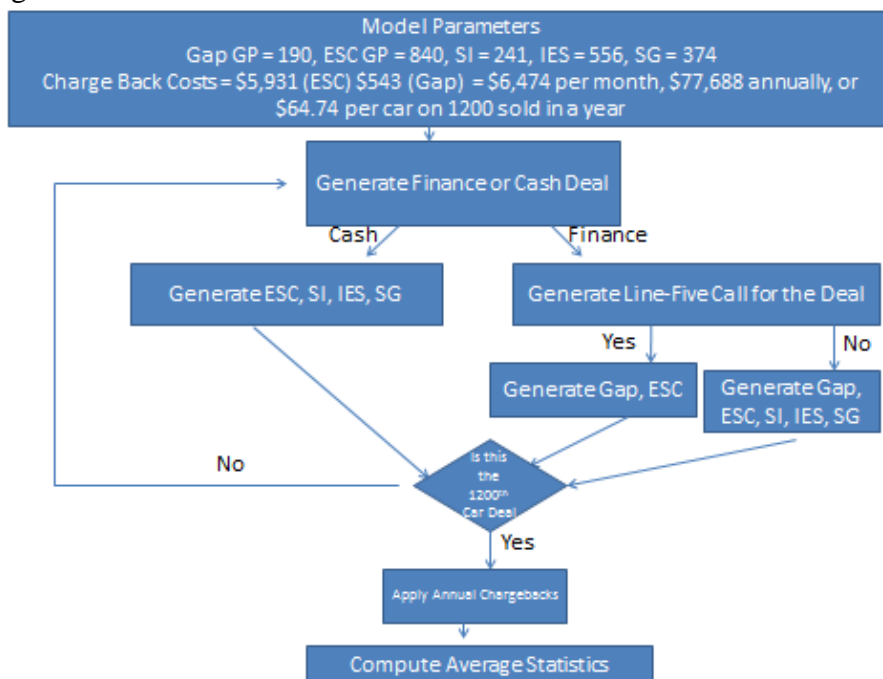 Model Parameters
Gap GP = 190, ESC GP = 840, SI = 241, IES = 556, SG = 374
Charge Back Costs = $5,931 (ESC) $543 (Gap) = $6,474 per month, $77,688 annually, or
$64.74 per car on 1200 sold in a year
Generate Finance or Cash Deal
Cash
Finance
Generate ESC, SI, IES, SG
Generate Line-Five Call for the Deal
Yes
No
Generate Gap, ESC
Generate Gap,
ESC, SI, IES, SG
No
Is this
the
1200th
Car Deal
Yes
Apply Annual Chargebacks
Compute Average Statistics